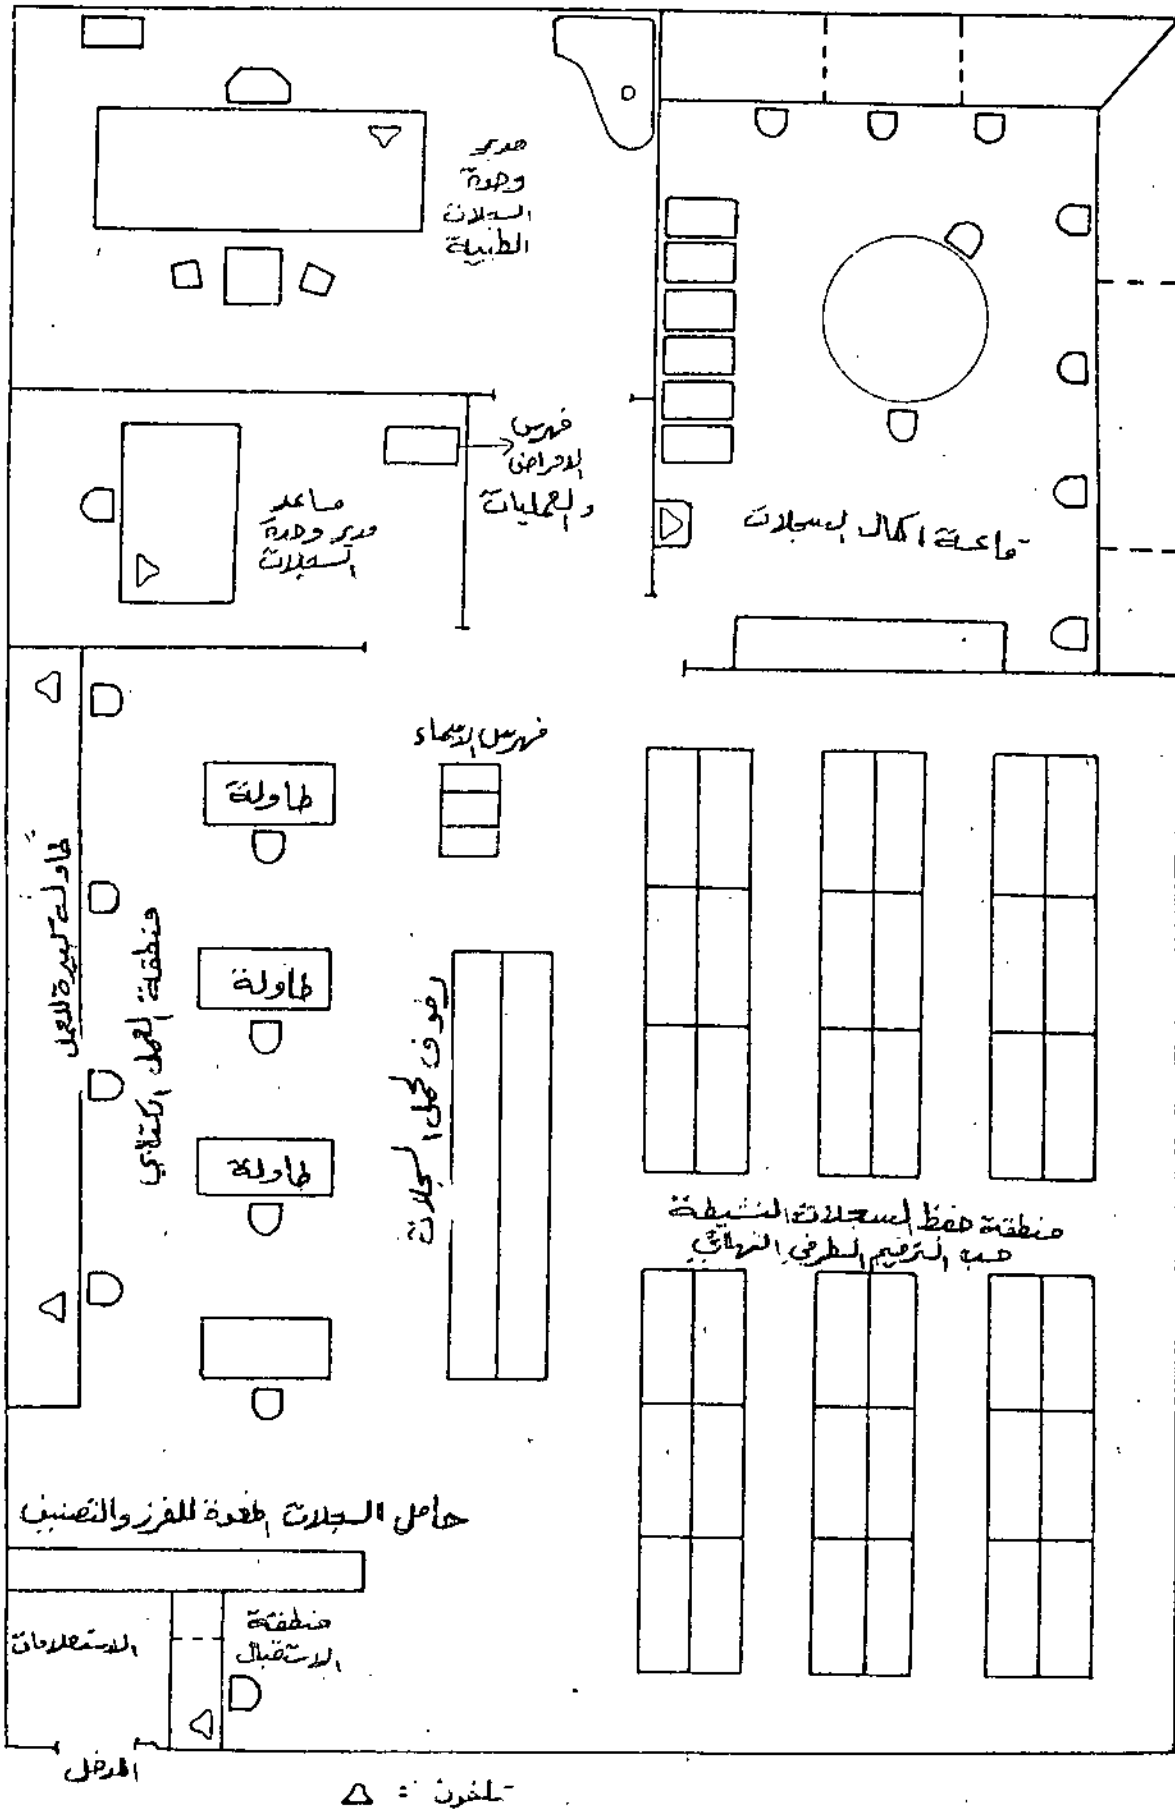 مدير
وحدة
السجلات
الطبية
فهرس
الامراض
والعمليات
مساعد
مدير وحدة
السجلات
قاعة اكمال السجلات
فهرس الاسماء
طاولة
طاولة
طاولة
طاولة كبيرة للعمل
منطقة العمل الكتابي
رفوف لحمل السجلات
منطقة حفظ السجلات النشيطة
حسب الترقيم الطرفي النهائي
حامل السجلات المعدة للفرز والتصنيف
منطقة
الاستقبال
الاستعلامات
المدخل
تلفون :